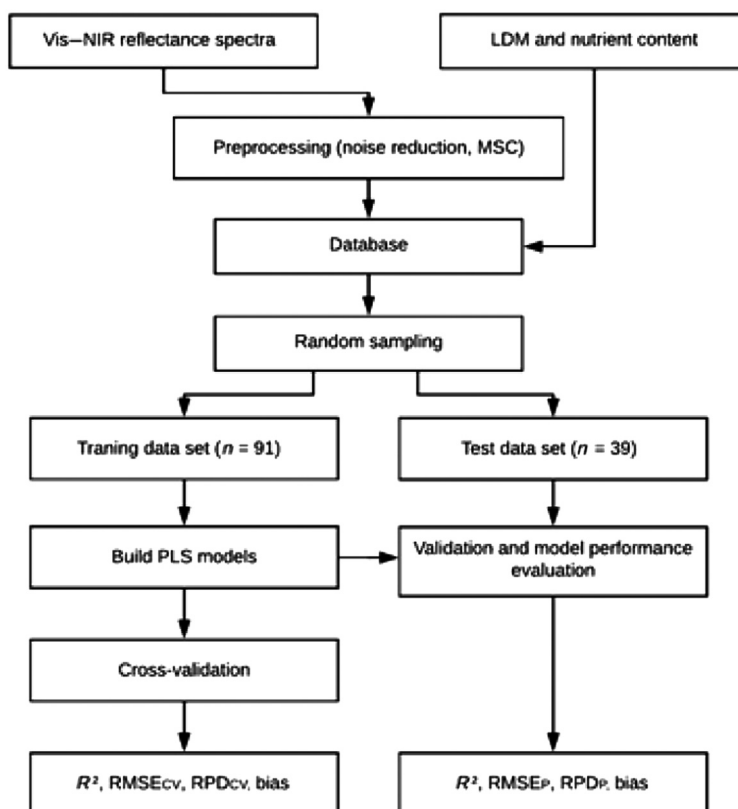 Vis–NIR reflectance spectra
LDM and nutrient content
Preprocessing (noise reduction, MSC)
Database
Random sampling
Traning data set (n = 91)
Test data set (n = 39)
Build PLS models
Validation and model performance
evaluation
Cross-validation
R², RMSECV, RPDCV, bias
R², RMSEP, RPDP, bias